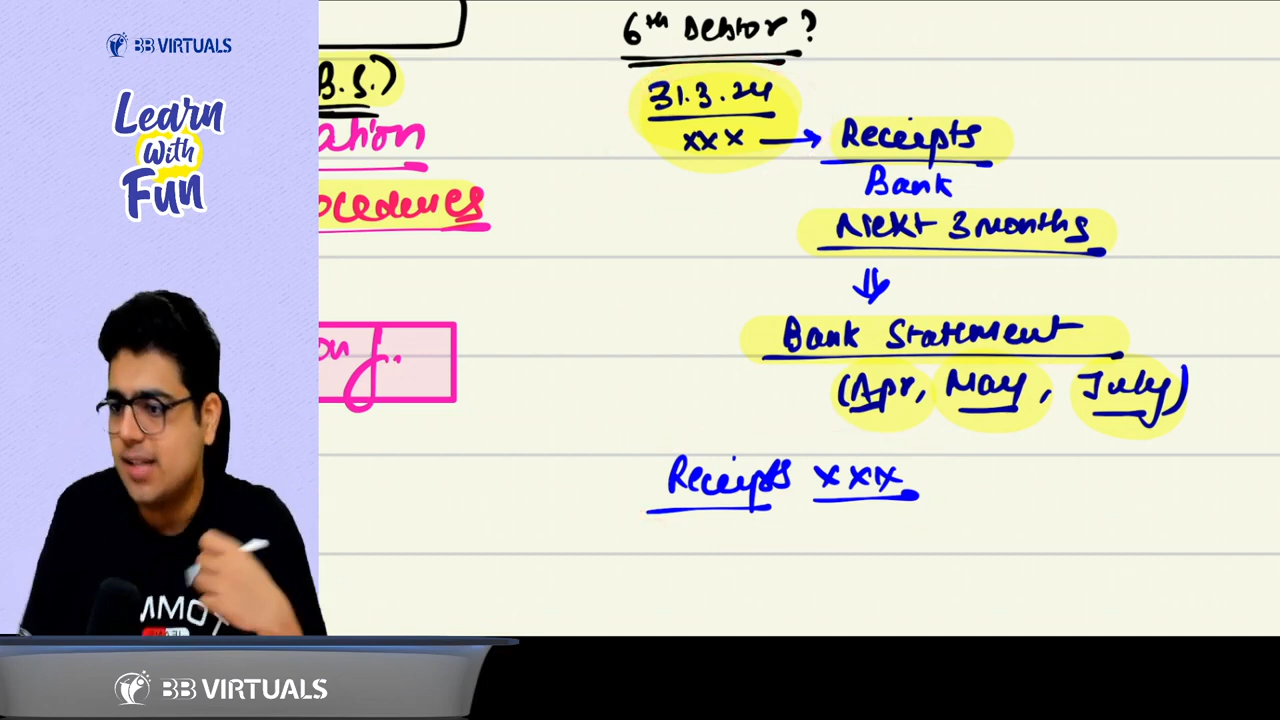 BB VIRTUALS
Learn
With
Fun
B.S.)
ation
ocedures
on
6th Debtor ?
31.3.24
xxx → Receipts
Bank
Next 3 months
⇓
Bank Statement
(Apr, May, July)
Receipts xxx
BB VIRTUALS